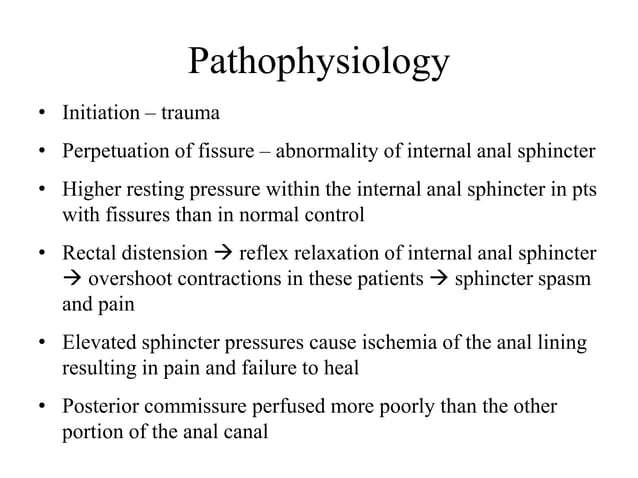 Pathophysiology
• Initiation – trauma
• Perpetuation of fissure – abnormality of internal anal sphincter
• Higher resting pressure within the internal anal sphincter in pts
with fissures than in normal control
• Rectal distension → reflex relaxation of internal anal sphincter
→ overshoot contractions in these patients → sphincter spasm
and pain
• Elevated sphincter pressures cause ischemia of the anal lining
resulting in pain and failure to heal
• Posterior commissure perfused more poorly than the other
portion of the anal canal